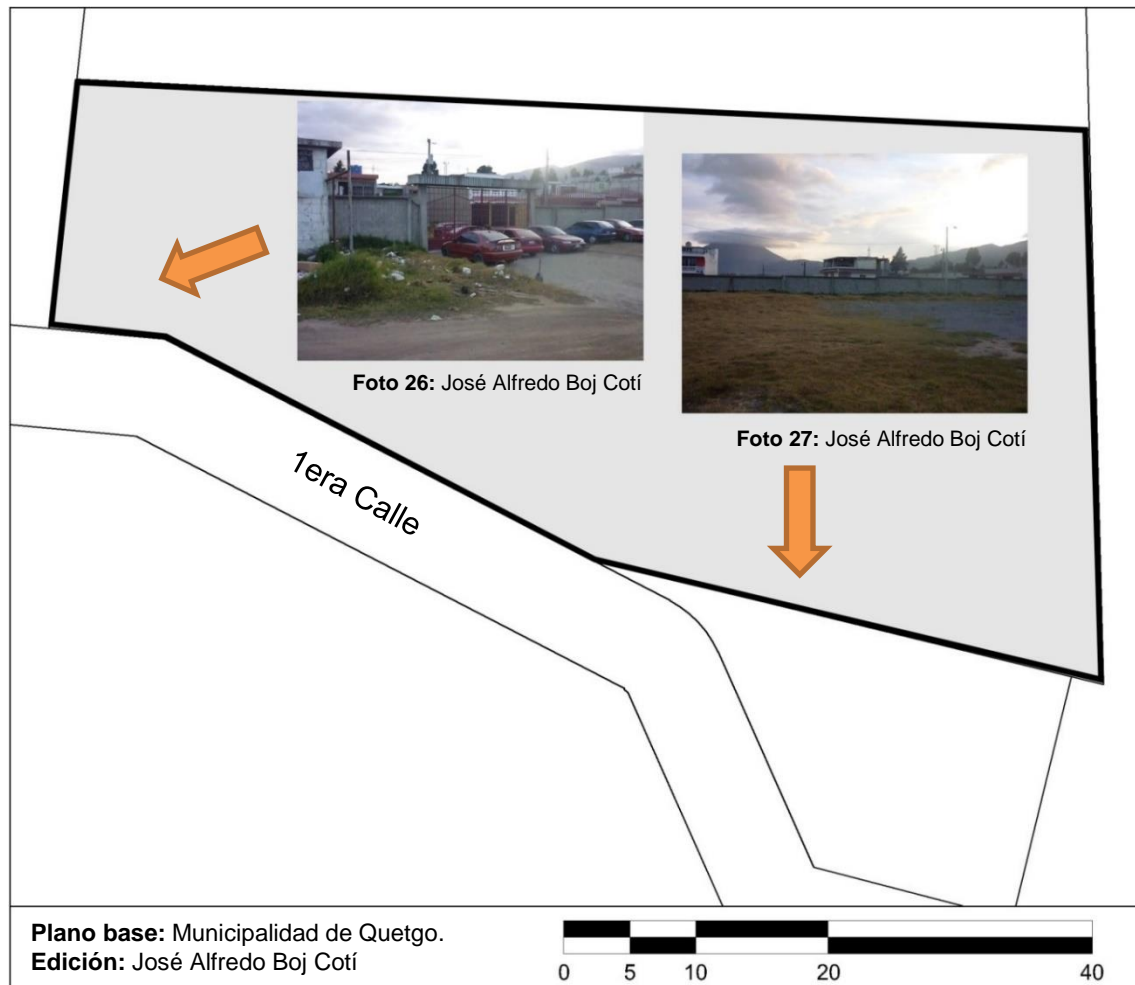 Foto 26: José Alfredo Boj Cotí
Foto 27: José Alfredo Boj Cotí
1era Calle
Plano base: Municipalidad de Quetgo.
Edición: José Alfredo Boj Cotí
0 5 10 20 40